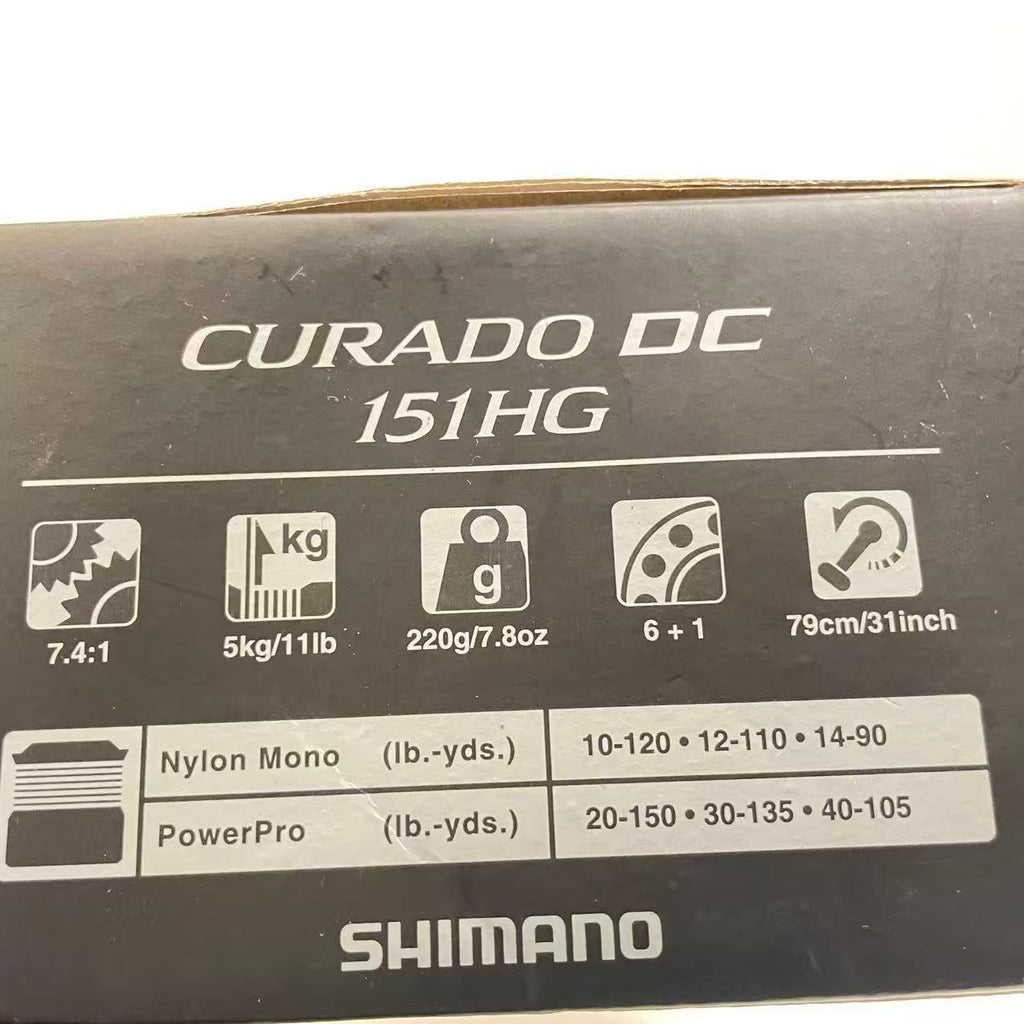 CURADO DC
151HG
kg
g
7.4:1 5kg/11lb 220g/7.8oz 6 + 1 79cm/31inch
Nylon Mono (lb.-yds.) 10-120 • 12-110 • 14-90
PowerPro (lb.-yds.) 20-150 • 30-135 • 40-105
SHIMANO